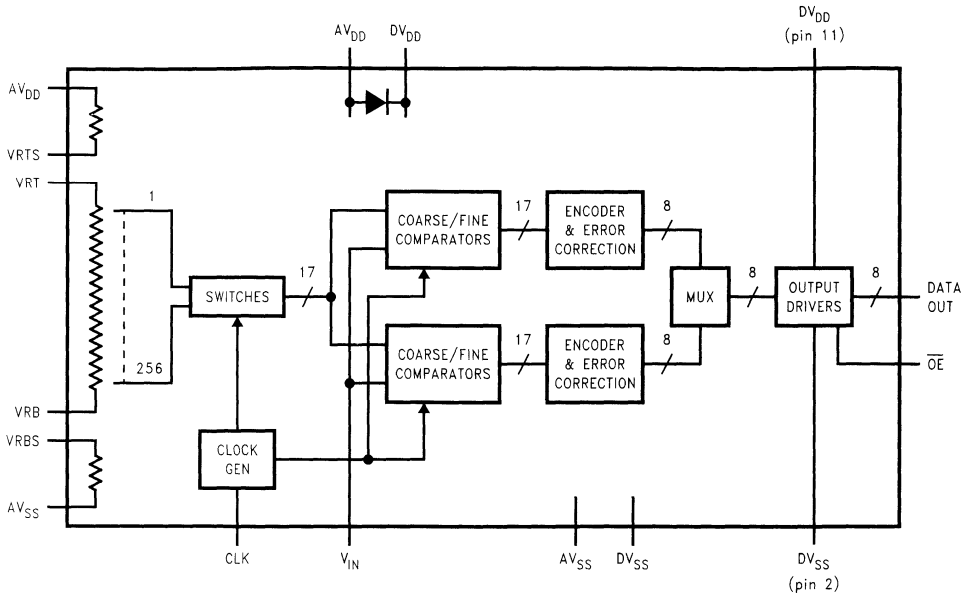 AVDD
DVDD
DVDD
(pin 11)
AVDD
VRTS
VRT
1
256
VRB
VRBS
AVSS
SWITCHES
17
CLOCK
GEN
COARSE/FINE
COMPARATORS
17
ENCODER
& ERROR
CORRECTION
8
COARSE/FINE
COMPARATORS
17
ENCODER
& ERROR
CORRECTION
8
MUX
8
OUTPUT
DRIVERS
8
DATA
OUT
OE
CLK
VIN
AVSS
DVSS
DVSS
(pin 2)